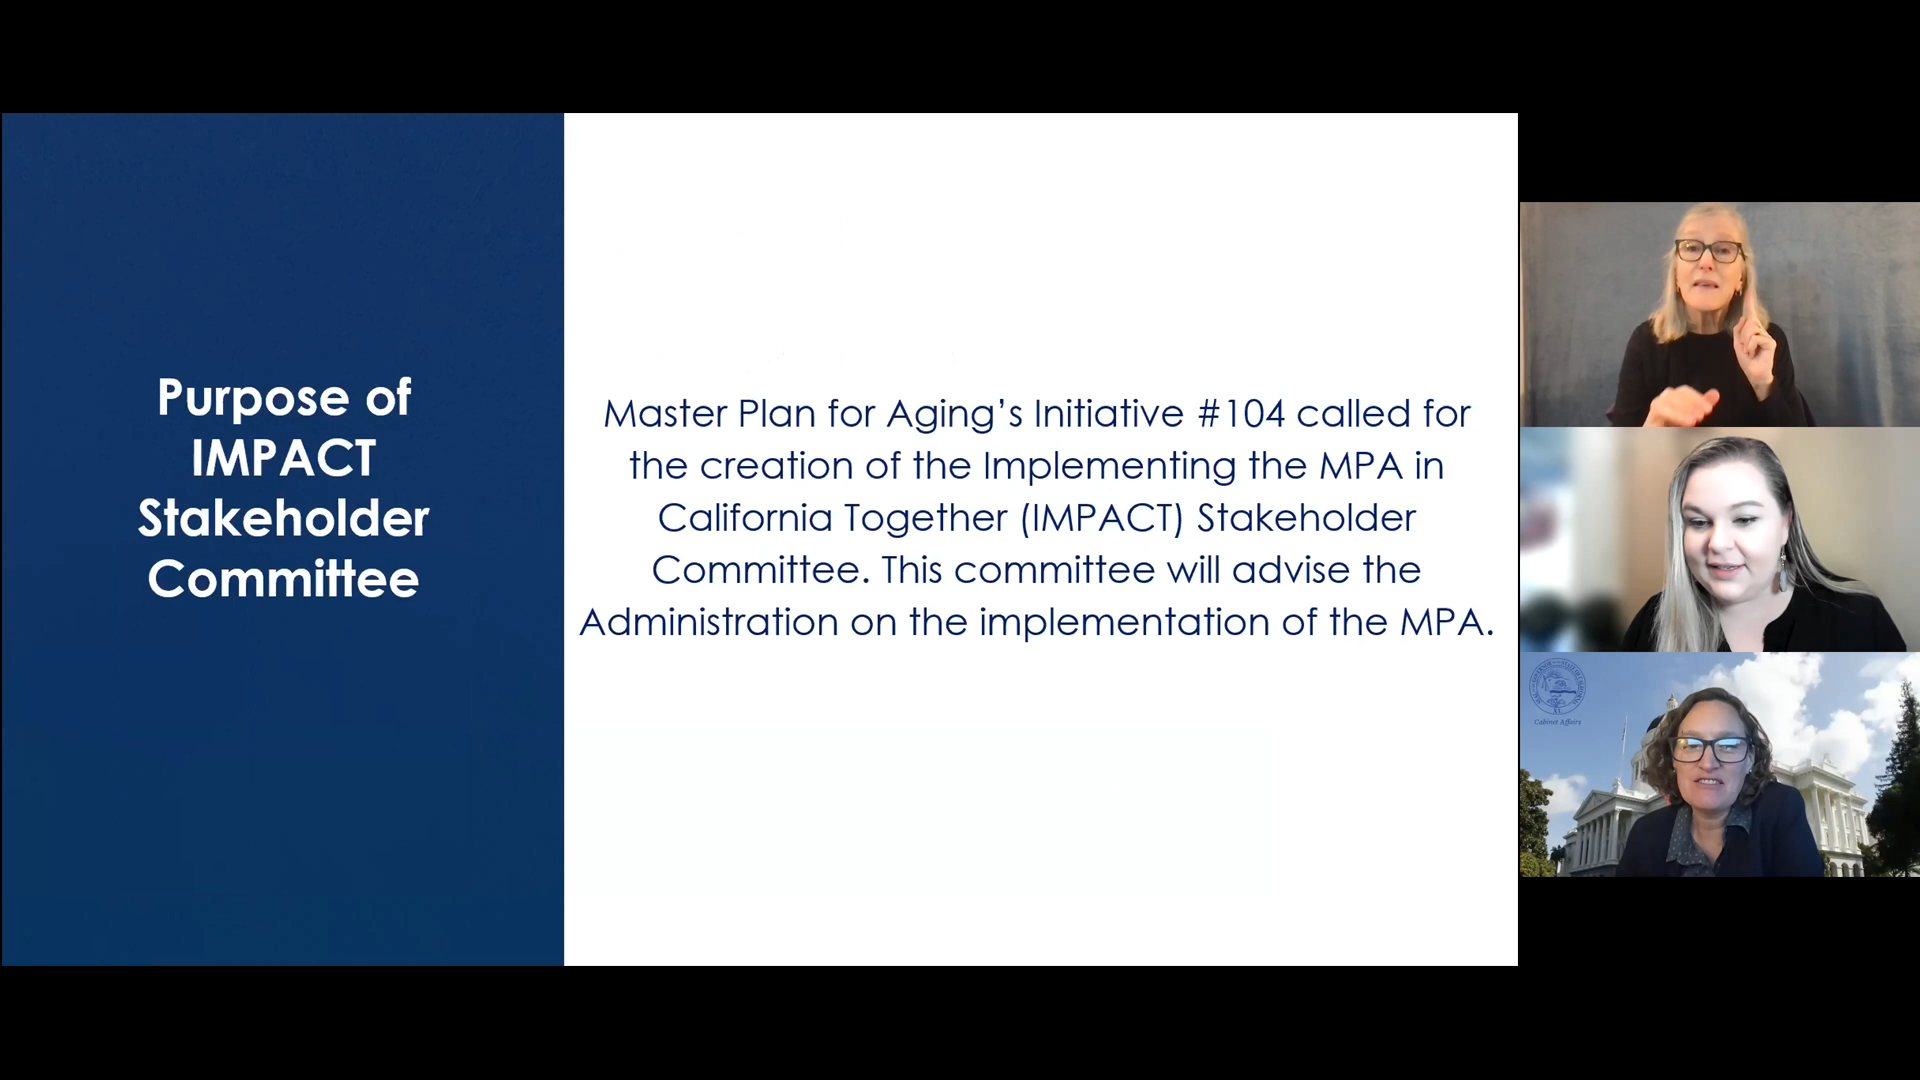 Purpose of
IMPACT
Stakeholder
Committee
Master Plan for Aging’s Initiative #104 called for
the creation of the Implementing the MPA in
California Together (IMPACT) Stakeholder
Committee. This committee will advise the
Administration on the implementation of the MPA.
Cabinet Affairs